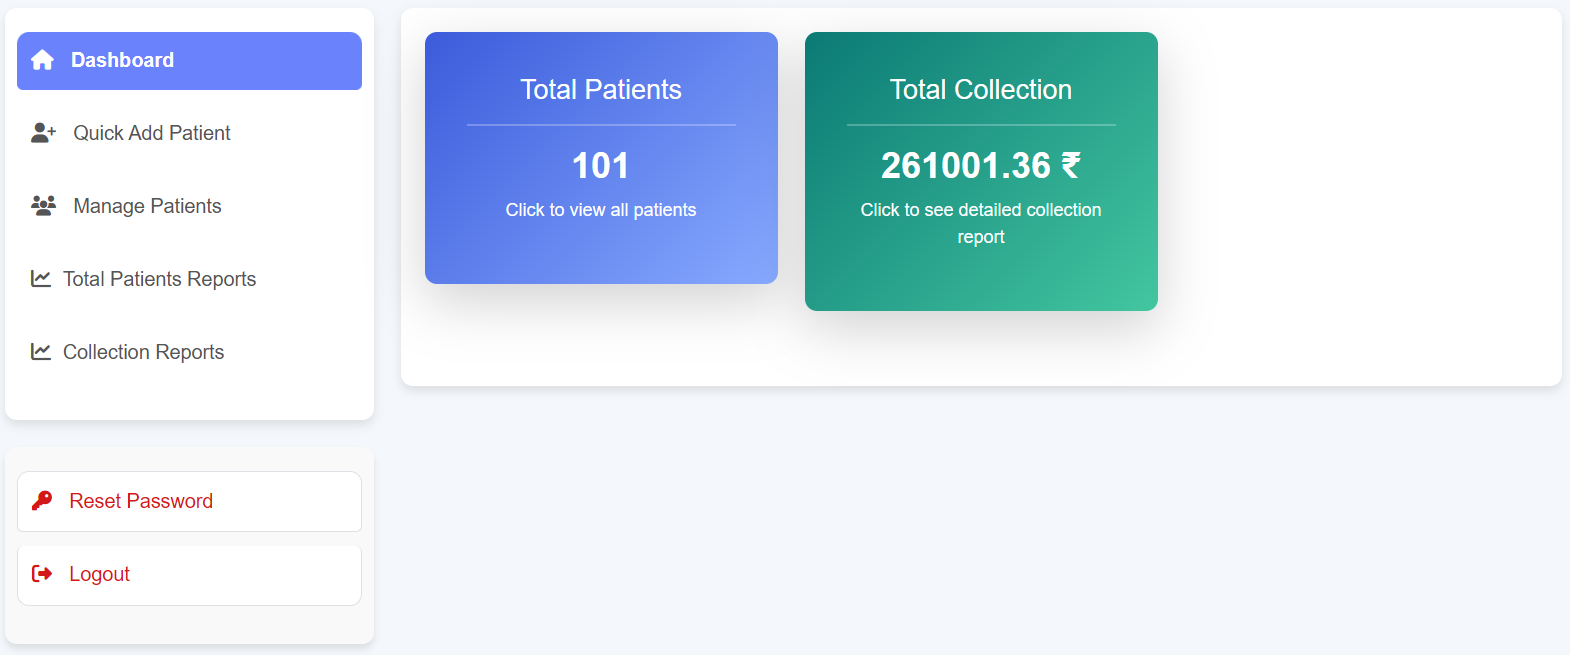 Dashboard
Quick Add Patient
Manage Patients
Total Patients Reports
Collection Reports
Reset Password
Logout
Total Patients
101
Click to view all patients
Total Collection
261001.36 ₹
Click to see detailed collection
report